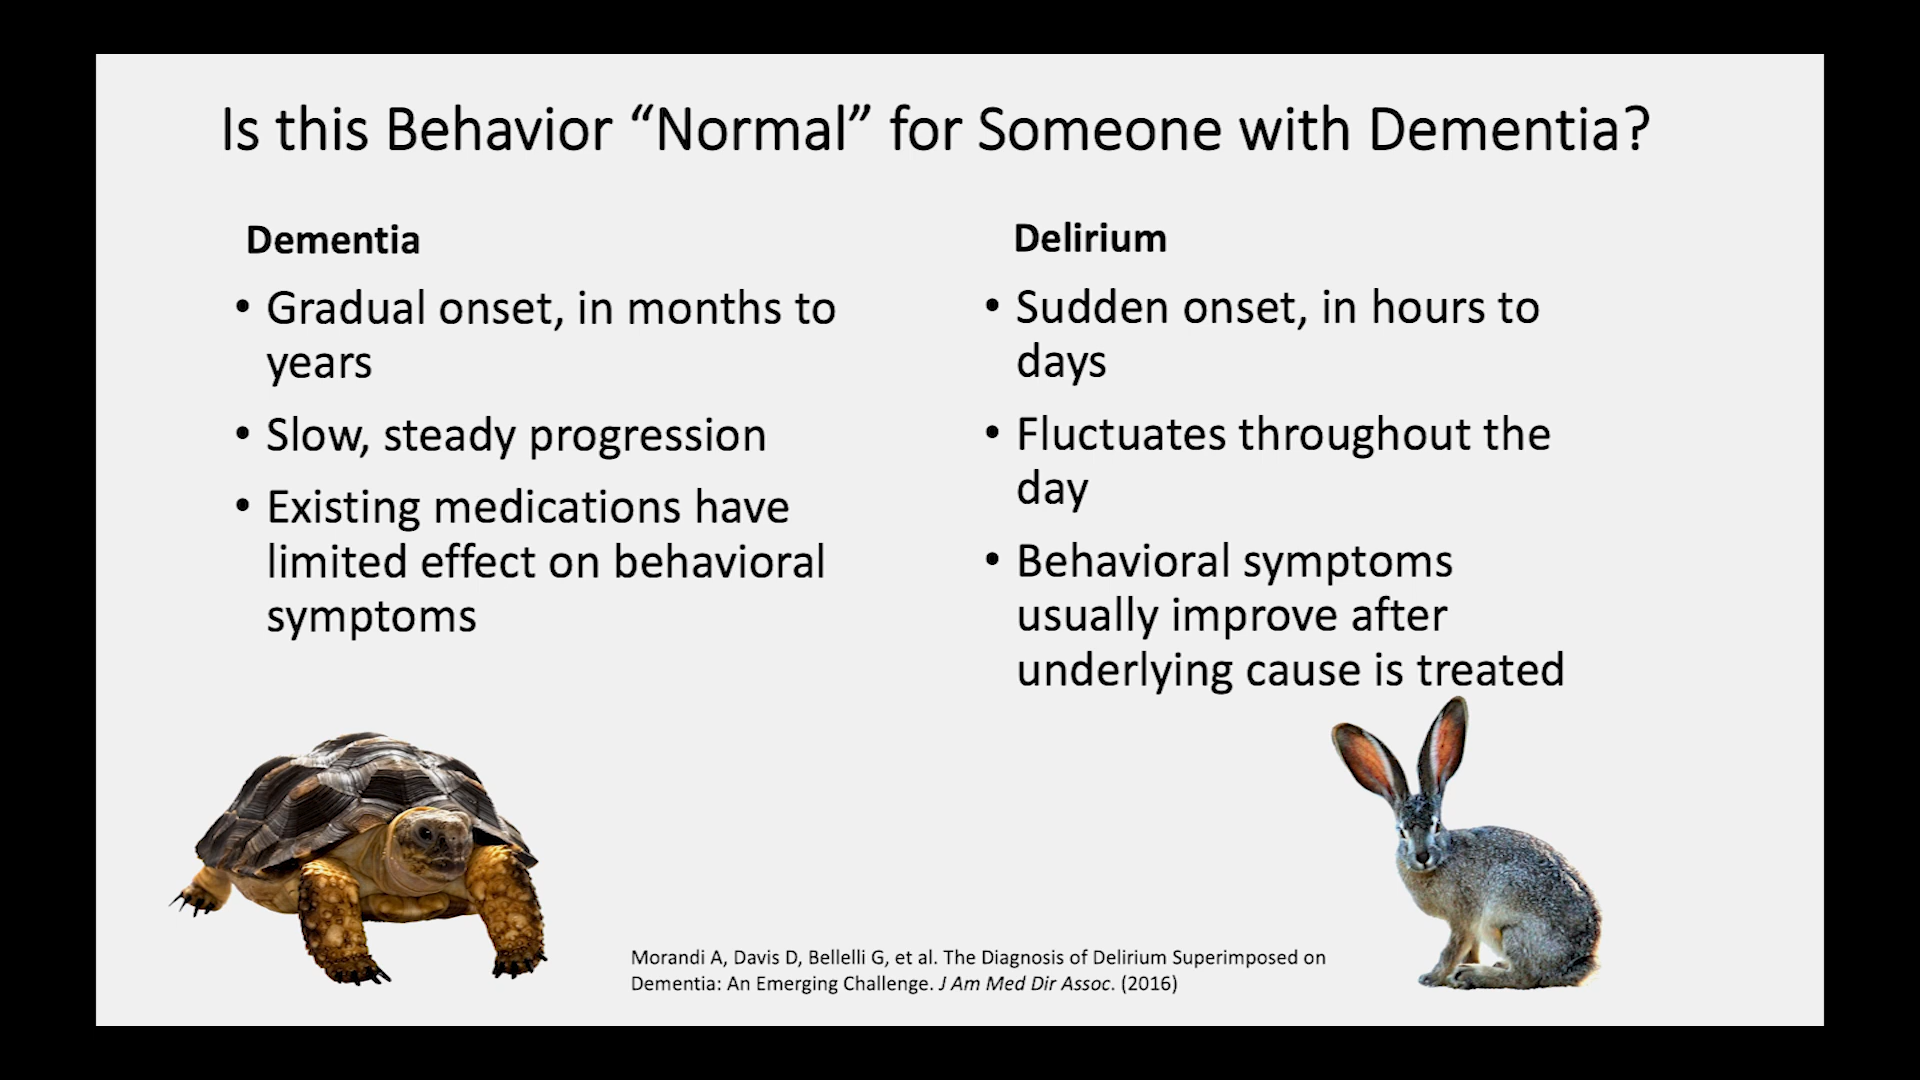 Is this Behavior “Normal” for Someone with Dementia?
Dementia
• Gradual onset, in months to
years
• Slow, steady progression
• Existing medications have
limited effect on behavioral
symptoms
Delirium
• Sudden onset, in hours to
days
• Fluctuates throughout the
day
• Behavioral symptoms
usually improve after
underlying cause is treated
Morandi A, Davis D, Bellelli G, et al. The Diagnosis of Delirium Superimposed on
Dementia: An Emerging Challenge. J Am Med Dir Assoc. (2016)